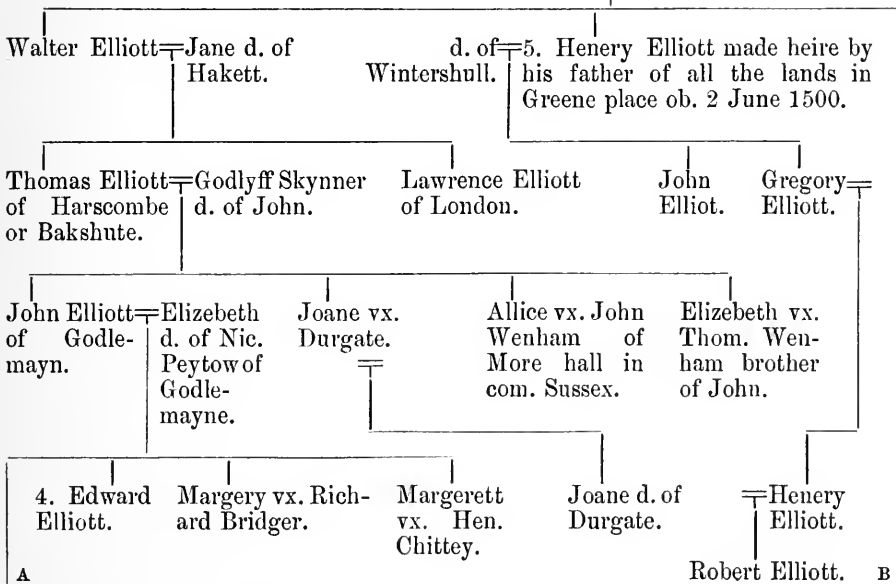 Walter Elliott Jane d. of
Hakett.
d. of 5. Henery Elliott made heire by
Wintershull. his father of all the lands in
Greene place ob. 2 June 1500.
Thomas Elliott Godlyff Skynner
of Harscombe d. of John.
or Bakshute.
Lawrence Elliott
of London.
John
Elliot.
Gregory
Elliott.
John Elliott Elizebeth
of Godle- d. of Nic.
mayn. Peytow of
Godle-
mayne.
Joane vx.
Durgate.
Allice vx. John
Wenham of
More hall in
com. Sussex.
Elizebeth vx.
Thom. Wen-
ham brother
of John.
4. Edward
Elliott.
Margery vx. Rich-
ard Bridger.
Margerett
vx. Hen.
Chittey.
Joane d. of
Durgate.
Henery
Elliott.
Robert Elliott.
A B